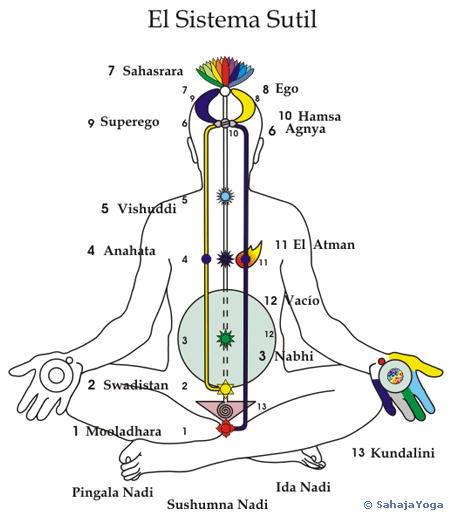 El Sistema Sutil
7 Sahasrara
7
8 Ego
9
8
9 Superego
10 Hamsa
6
10
6 Agnya
5
5 Vishuddi
4 Anahata
4
11 El Atman
11
12 Vacío
3
12
3 Nabhi
2 Swadistan
2
13
1 Mooladhara
1
13 Kundalini
Pingala Nadi
Ida Nadi
Sushumna Nadi
© SahajaYoga